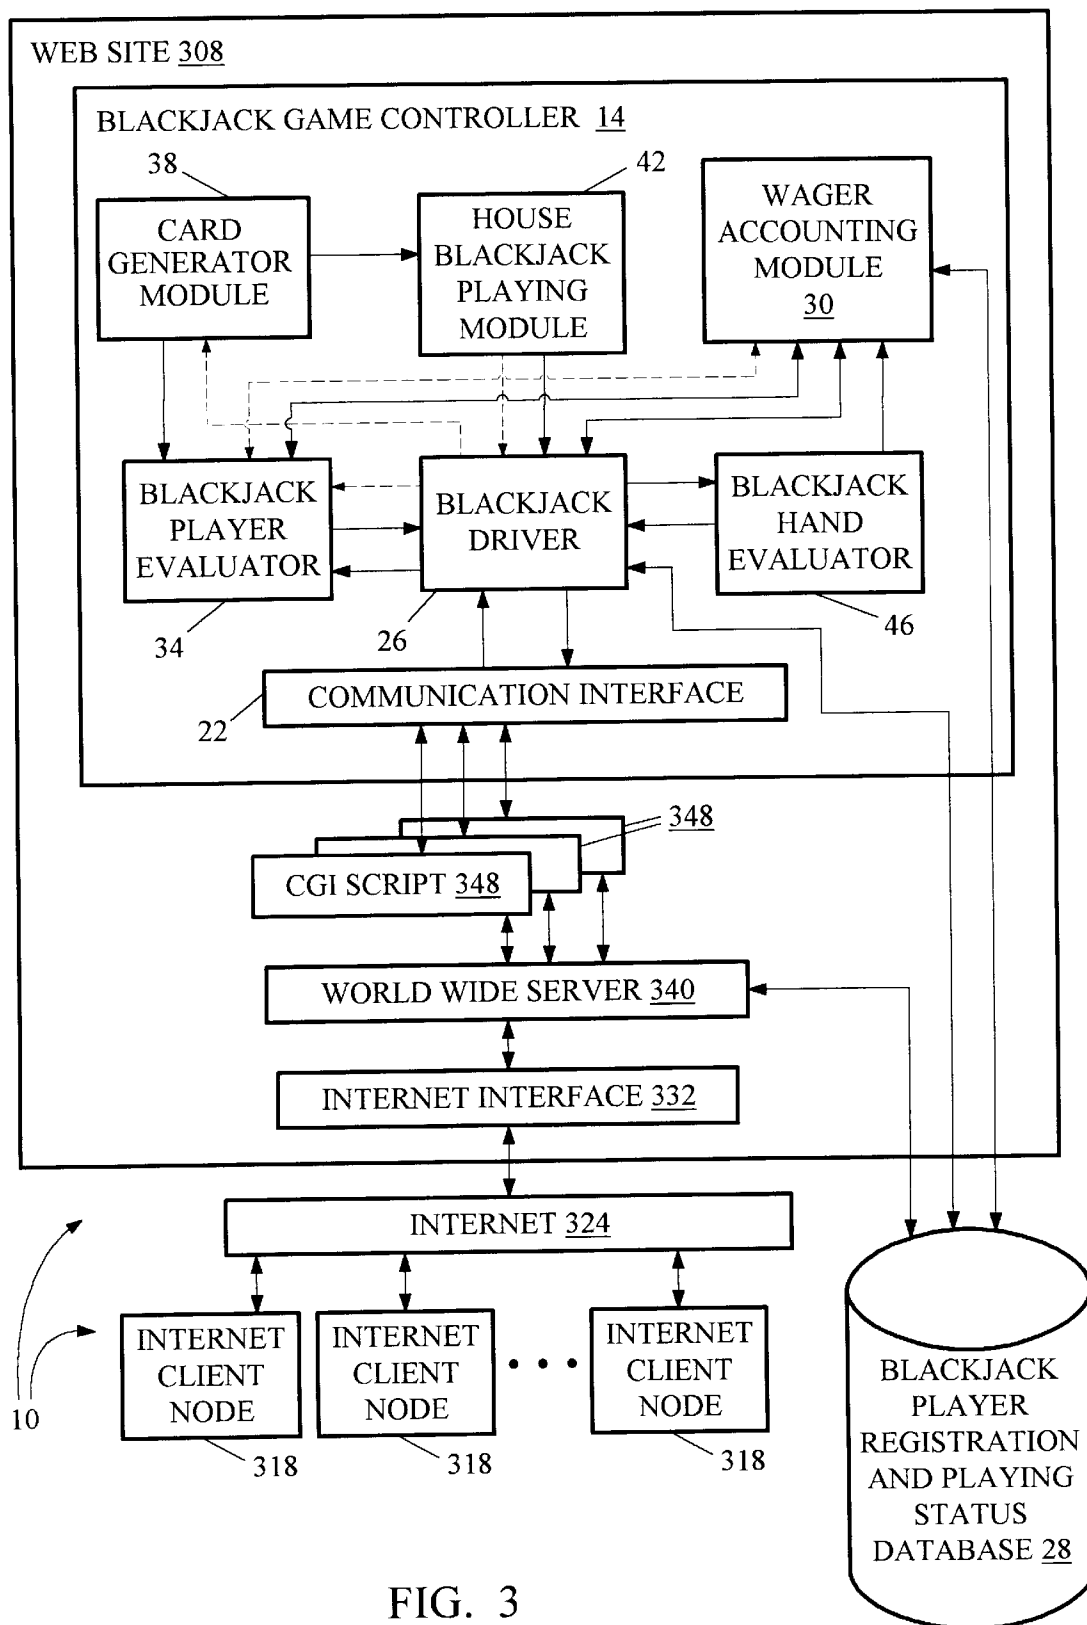 WEB SITE 308
BLACKJACK GAME CONTROLLER 14
38
42
CARD
GENERATOR
MODULE
HOUSE
BLACKJACK
PLAYING
MODULE
WAGER
ACCOUNTING
MODULE
30
BLACKJACK
PLAYER
EVALUATOR
BLACKJACK
DRIVER
BLACKJACK
HAND
EVALUATOR
34
26
46
COMMUNICATION INTERFACE
22
348
CGI SCRIPT 348
WORLD WIDE SERVER 340
INTERNET INTERFACE 332
INTERNET 324
INTERNET
CLIENT
NODE
INTERNET
CLIENT
NODE
INTERNET
CLIENT
NODE
10
318
318
318
BLACKJACK
PLAYER
REGISTRATION
AND PLAYING
STATUS
DATABASE 28
FIG. 3